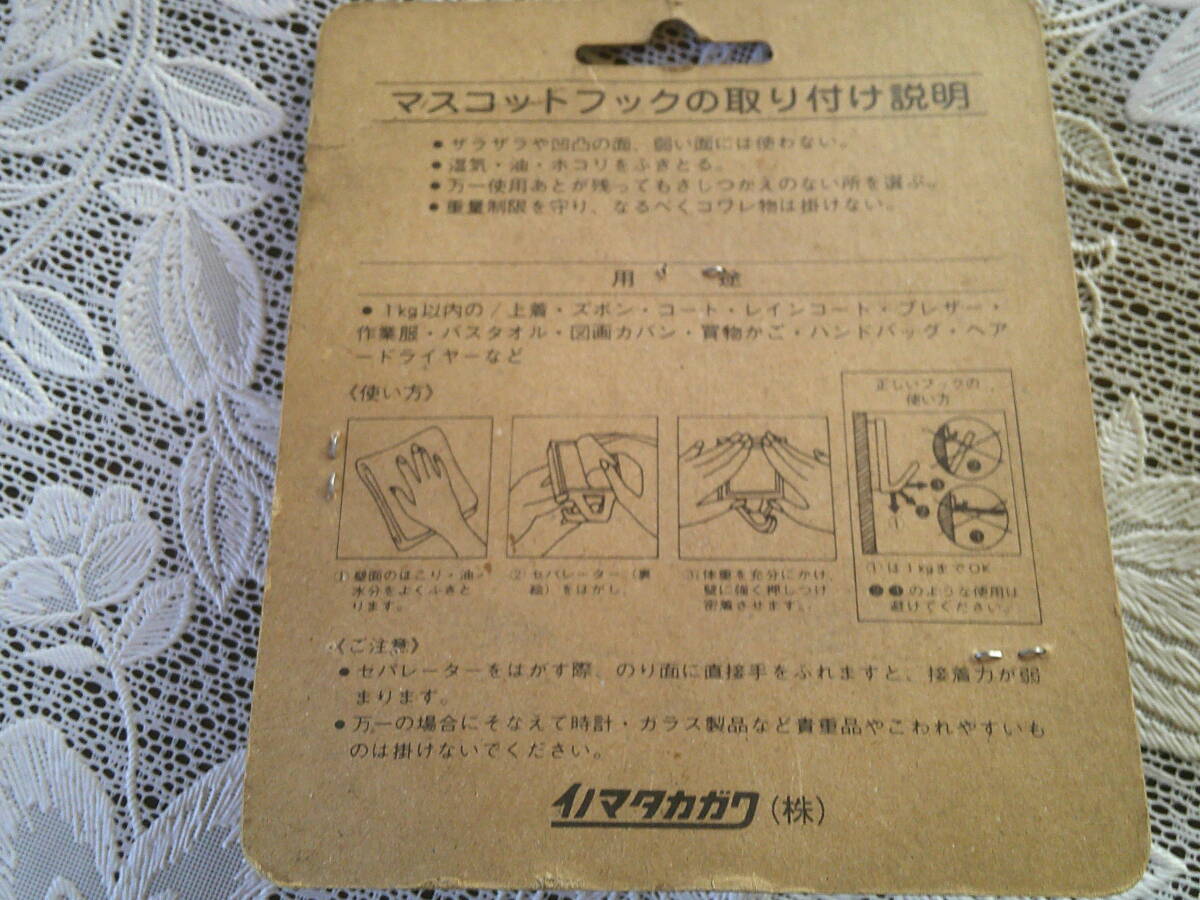 マスコットフックの取り付け説明
●ザラザラや凹凸の面、弱い面には使わない。
●湿気・油・ホコリをふきとる。
●万一使用あとが残ってもさしつかえのない所を選ぶ。
●重量制限を守り、なるべくコワレ物は掛けない。
用 途
●1kg以内の/上着・ズボン・コート・レインコート・ブレザー・
作業服・バスタオル・図画カバン・買物かご・ハンドバッグ・ヘア
ードライヤーなど
《使い方》
正しいフックの
使い方
①
❷
❸
❷
❸
①壁面のほこり・油・
水分をよくふきと
ります。
②セパレーター（裏
絵）をはがし、
③体重を充分にかけ、
壁に強く押しつけ
密着させます。
①は1kgまでOK
❷❸のような使用は
避けてください。
《ご注意》
●セパレーターをはがす際、のり面に直接手をふれますと、接着力が弱
まります。
●万一の場合にそなえて時計・ガラス製品など貴重品やこわれやすいも
のは掛けないでください。
イノマタカガク（株）